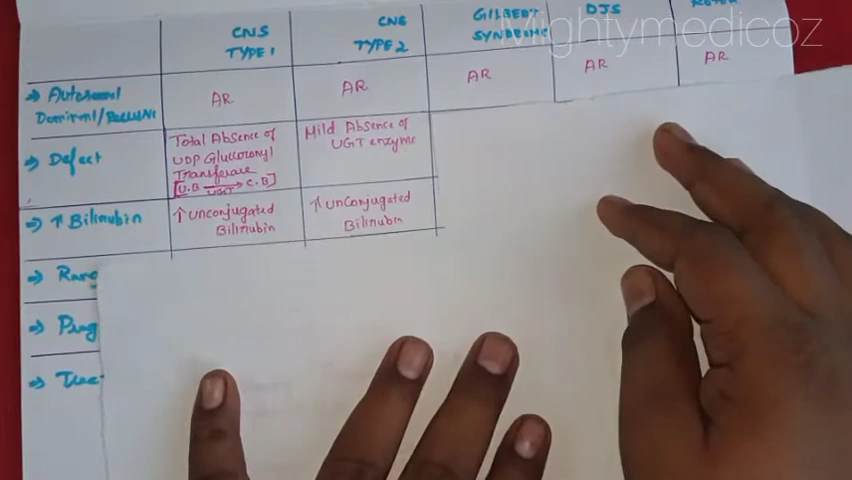 CNS
TYPE 1
CNS
TYPE 2
GILBERT
SYNDROME
DJS
Mightymedicoz
⇒ Autosomal
Dominant/Recessive
AR
AR
AR
AR
AR
⇒ Defect
Total Absence of
UDP Glucoronyl
Transferase
[U.B → C.B]
UGT
Mild Absence of
UGT enzyme
⇒ ↑ Bilirubin
↑ Unconjugated
Bilirubin
↑ Unconjugated
Bilirubin
⇒
⇒
⇒